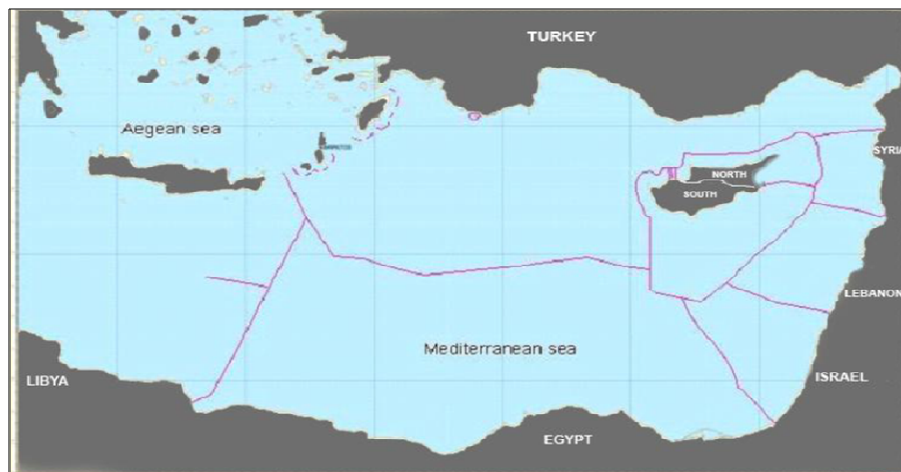 TURKEY
Aegean sea
SYRIA
NORTH
SOUTH
LEBANON
Mediterranean sea
LIBYA
ISRAEL
EGYPT